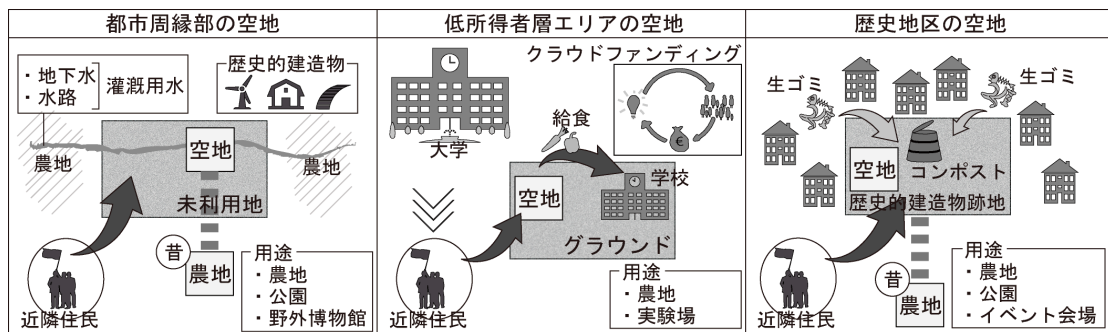 都市周縁部の空地
・地下水
・水路
灌漑用水
歴史的建造物
農地
空地
農地
未利用地
昔
農地
近隣住民
用途
・農地
・公園
・野外博物館
低所得者層エリアの空地
クラウドファンディング
€
大学
給食
空地
学校
グラウンド
近隣住民
用途
・農地
・実験場
歴史地区の空地
生ゴミ
生ゴミ
空地
コンポスト
歴史的建造物跡地
昔
農地
近隣住民
用途
・農地
・公園
・イベント会場